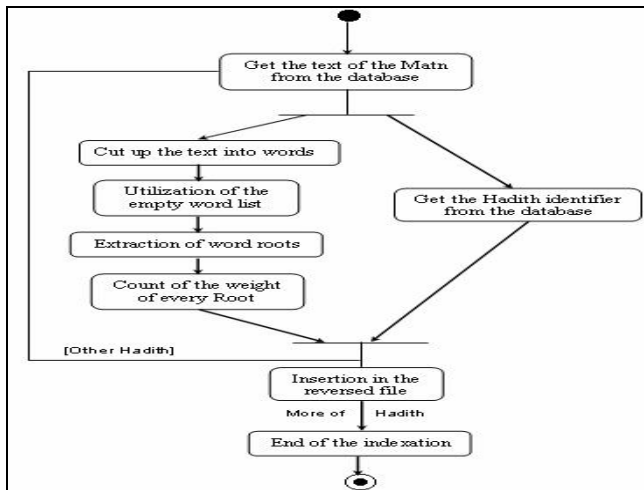 Get the text of the Matn
from the database
Cut up the text into words
Utilization of the
empty word list
Extraction of word roots
Count of the weight
of every Root
Get the Hadith identifier
from the database
[Other Hadith]
Insertion in the
reversed file
More of Hadith
End of the indexation